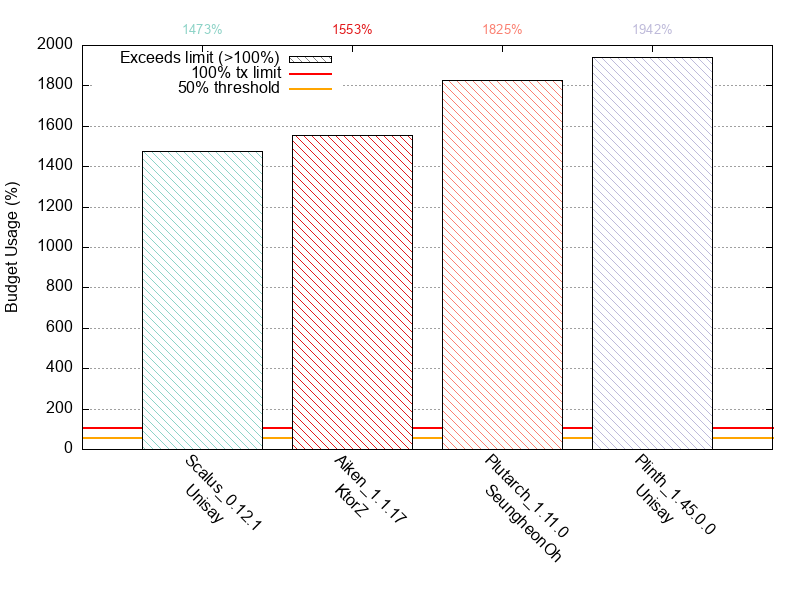 1473% 1553% 1825% 1942%
Exceeds limit (>100%)
100% tx limit
50% threshold
Budget Usage (%)
2000
1800
1600
1400
1200
1000
800
600
400
200
0
Scalus_0.12.1
Unisay
Aiken_1.1.17
KtorZ
Plutarch_1.11.0
SeungheonOh
Plinth_1.45.0.0
Unisay